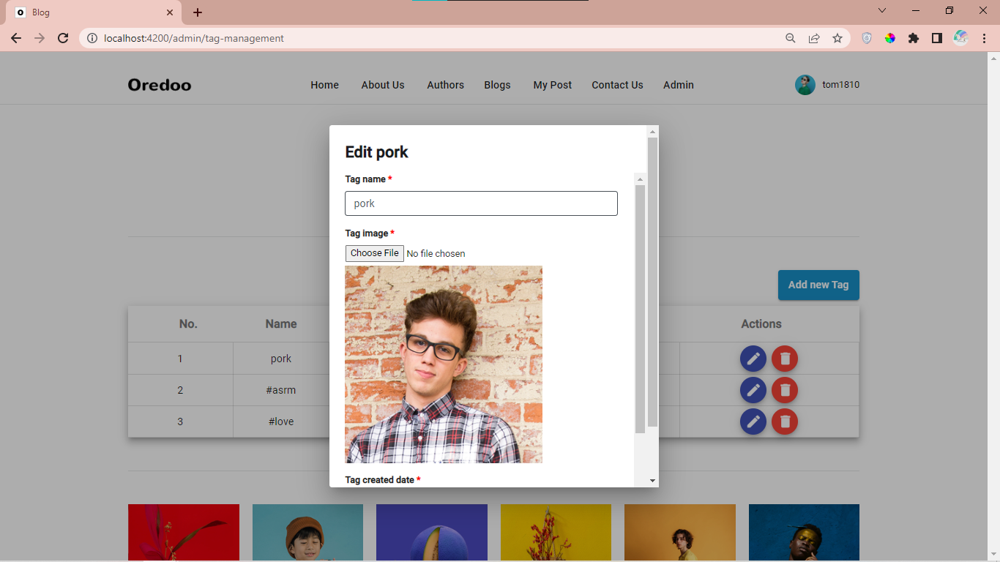 Blog
localhost:4200/admin/tag-management
Oredoo Home About Us Authors Blogs My Post Contact Us Admin tom1810
Edit pork
Tag name *
pork
Tag image *
Choose File No file chosen
Tag created date *
Add new Tag
No. Name Actions
1 pork
2 #asrm
3 #love